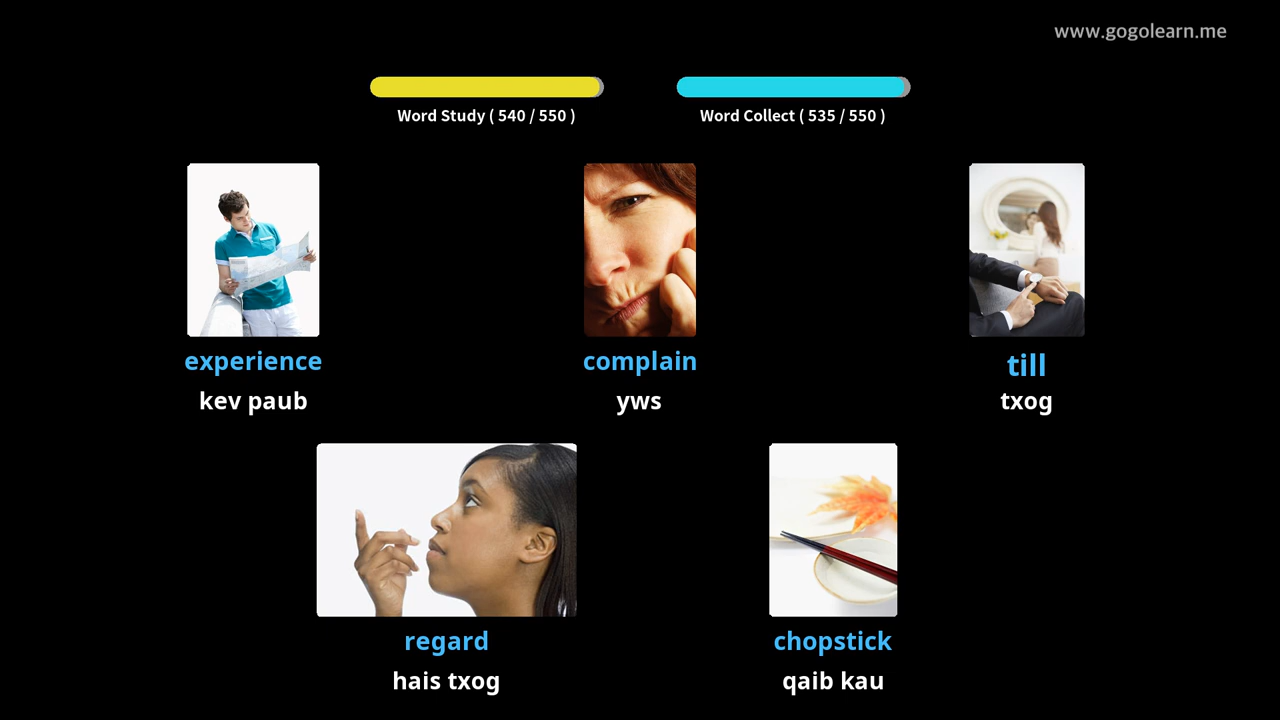 www.gogolearn.me
Word Study ( 540 / 550 )
Word Collect ( 535 / 550 )
experience
kev paub
complain
yws
till
txog
regard
hais txog
chopstick
qaib kau